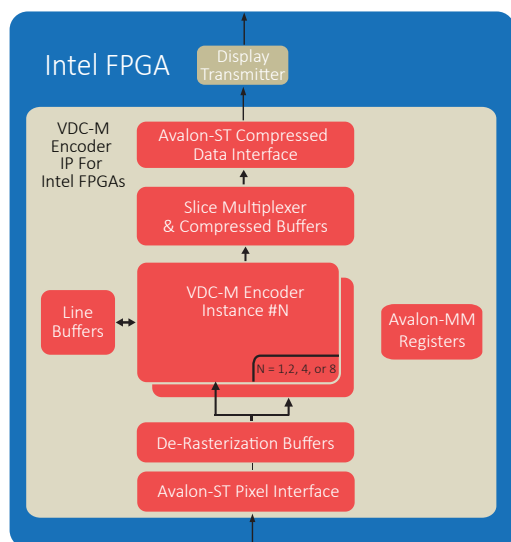 Intel FPGA
Display
Transmitter
VDC-M
Encoder
IP For
Intel FPGAs
Avalon-ST Compressed
Data Interface
Slice Multiplexer
& Compressed Buffers
VDC-M Encoder
Instance #N
Line
Buffers
N = 1,2, 4, or 8
Avalon-MM
Registers
De-Rasterization Buffers
Avalon-ST Pixel Interface